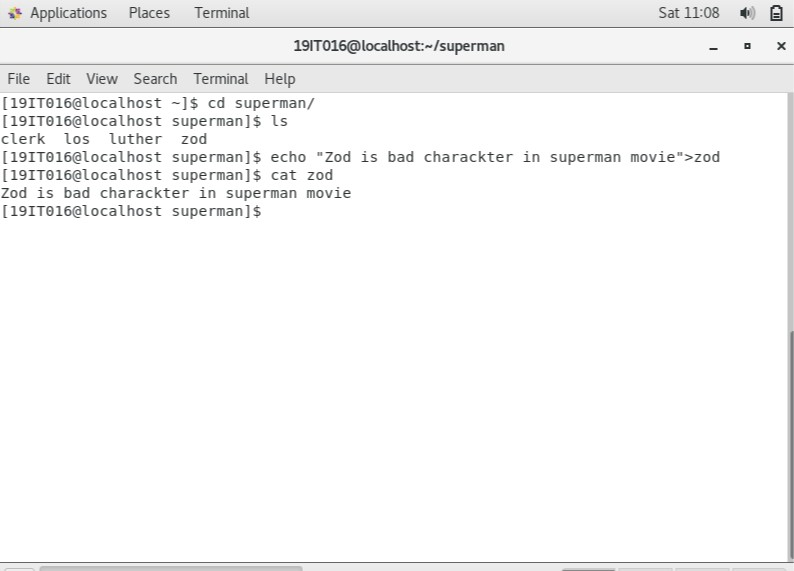 Applications Places Terminal Sat 11:08
19IT016@localhost:~/superman
File Edit View Search Terminal Help
[19IT016@localhost ~]$ cd superman/
[19IT016@localhost superman]$ ls
clerk  los  luther  zod
[19IT016@localhost superman]$ echo "Zod is bad charackter in superman movie">zod
[19IT016@localhost superman]$ cat zod
Zod is bad charackter in superman movie
[19IT016@localhost superman]$